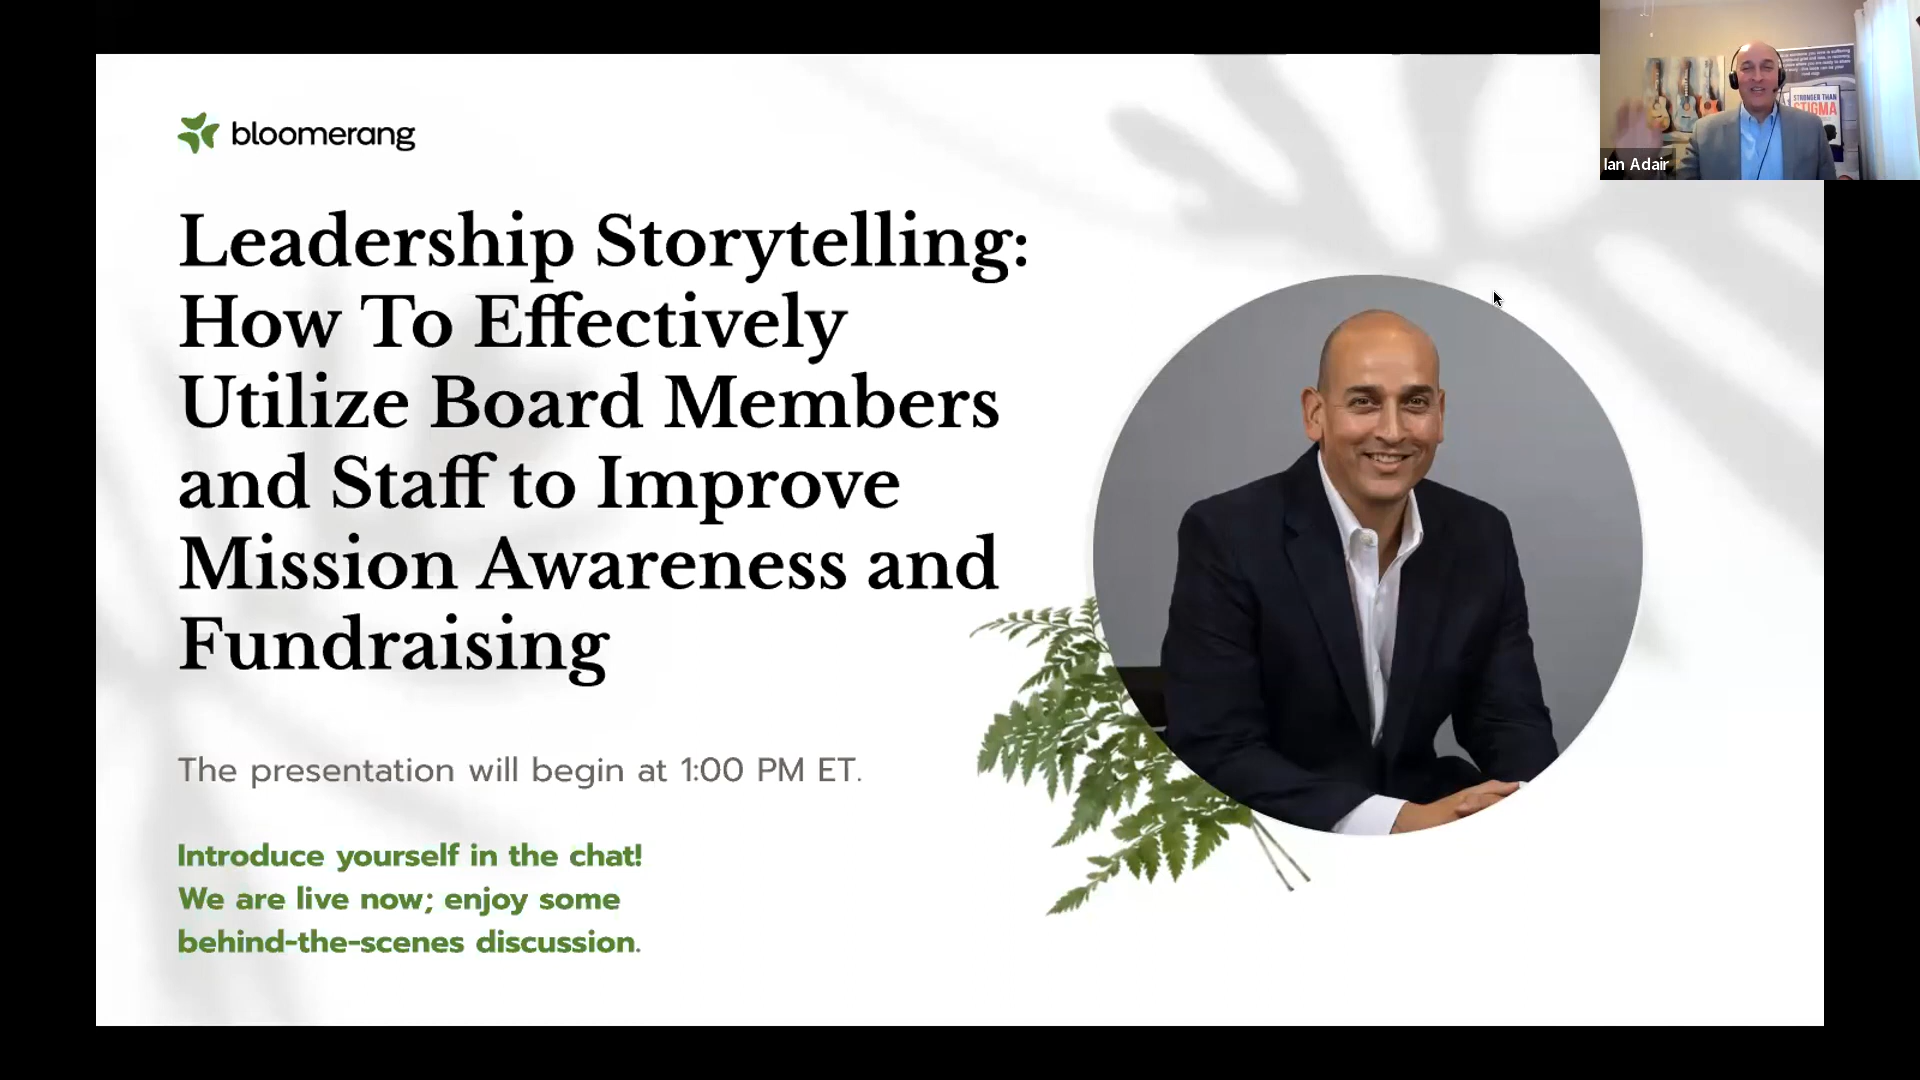 bloomerang
Leadership Storytelling:
How To Effectively
Utilize Board Members
and Staff to Improve
Mission Awareness and
Fundraising
The presentation will begin at 1:00 PM ET.
Introduce yourself in the chat!
We are live now; enjoy some
behind-the-scenes discussion.
STRONGER THAN
STIGMA
Ian Adair